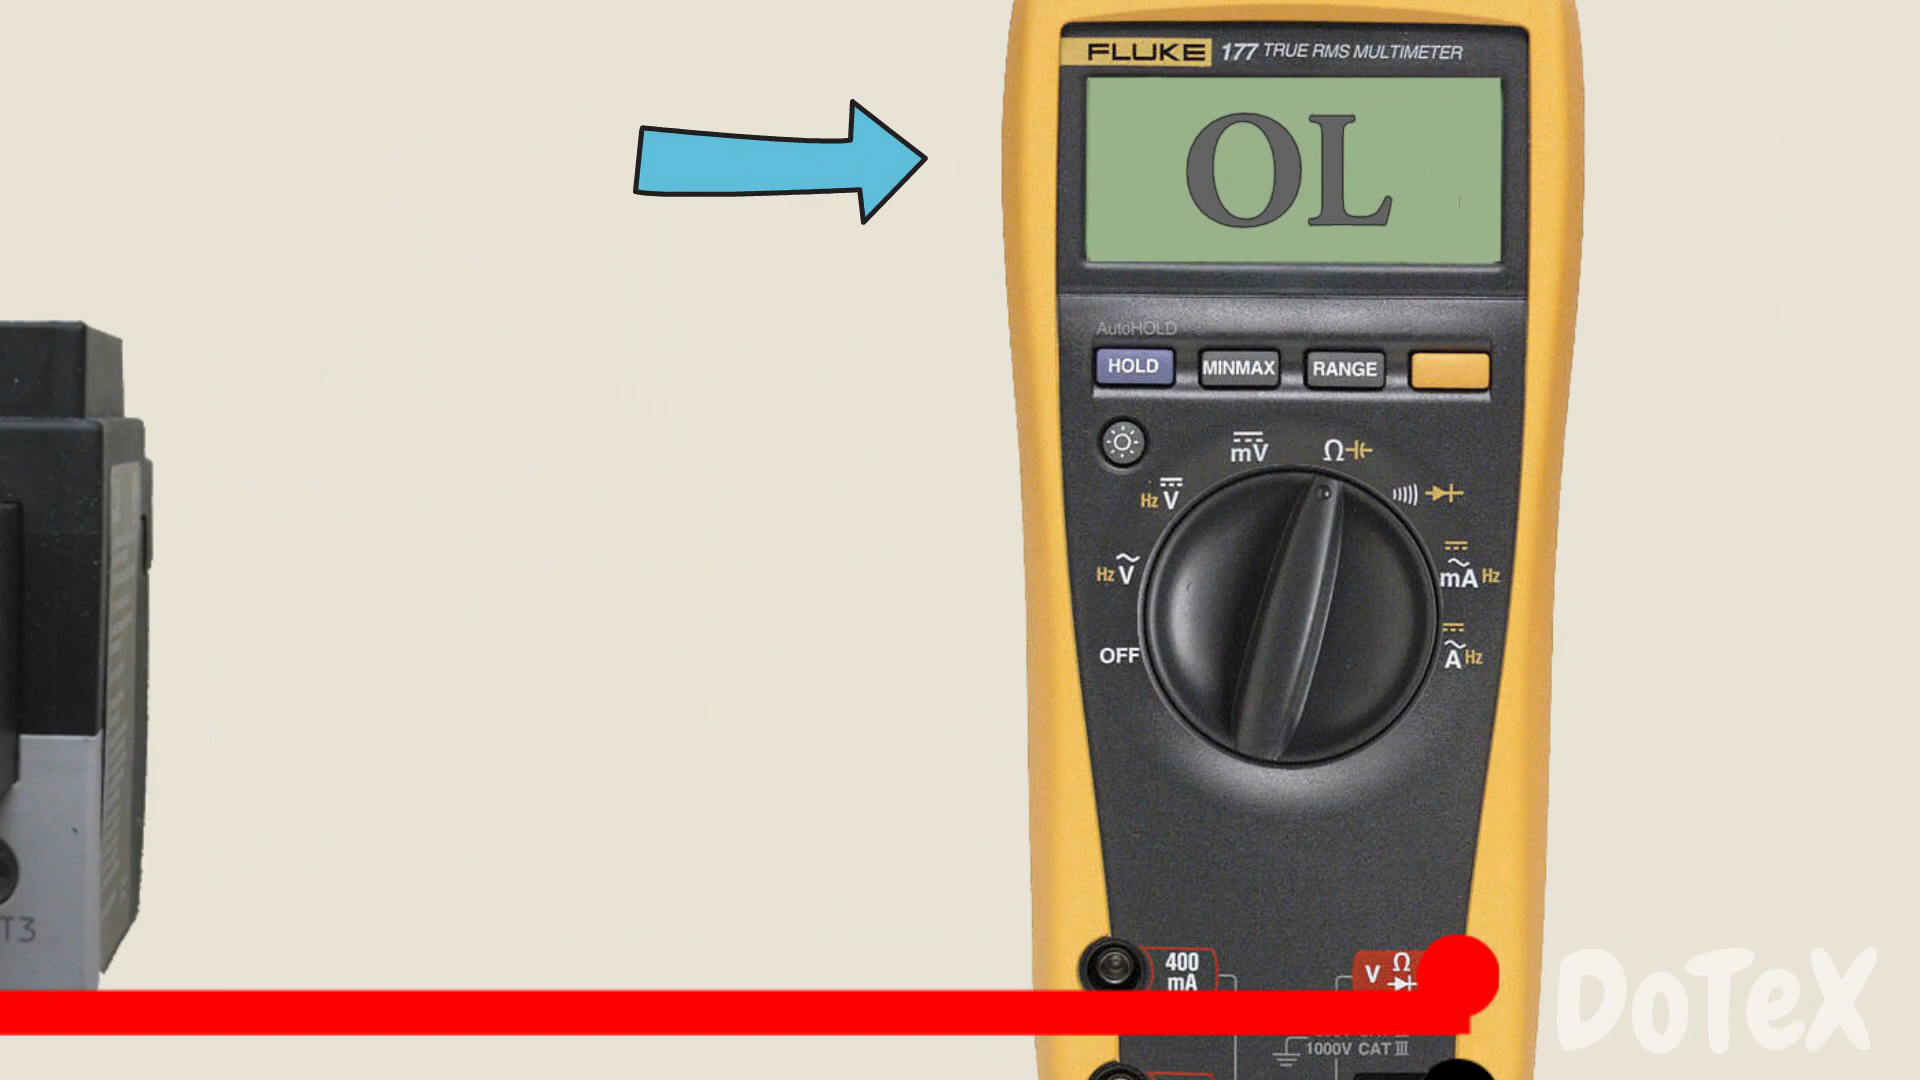 FLUKE 177 TRUE RMS MULTIMETER
OL
AutoHOLD
HOLD MINMAX RANGE
mV Ω
Hz V
Hz V
mA Hz
OFF
A Hz
T3
400 mA
V Ω
1000V CAT III
DoTeX